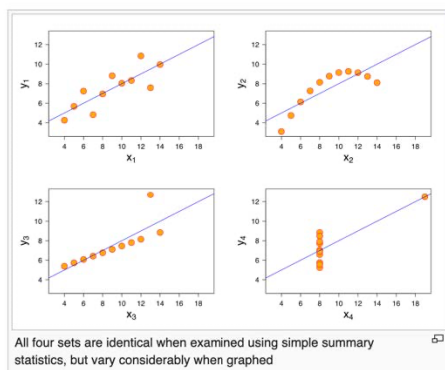 12
10
8
6
4
y1
4 6 8 10 12 14 16 18
x1
12
10
8
6
4
y2
4 6 8 10 12 14 16 18
x2
12
10
8
6
4
y3
4 6 8 10 12 14 16 18
x3
12
10
8
6
4
y4
4 6 8 10 12 14 16 18
x4
All four sets are identical when examined using simple summary
statistics, but vary considerably when graphed